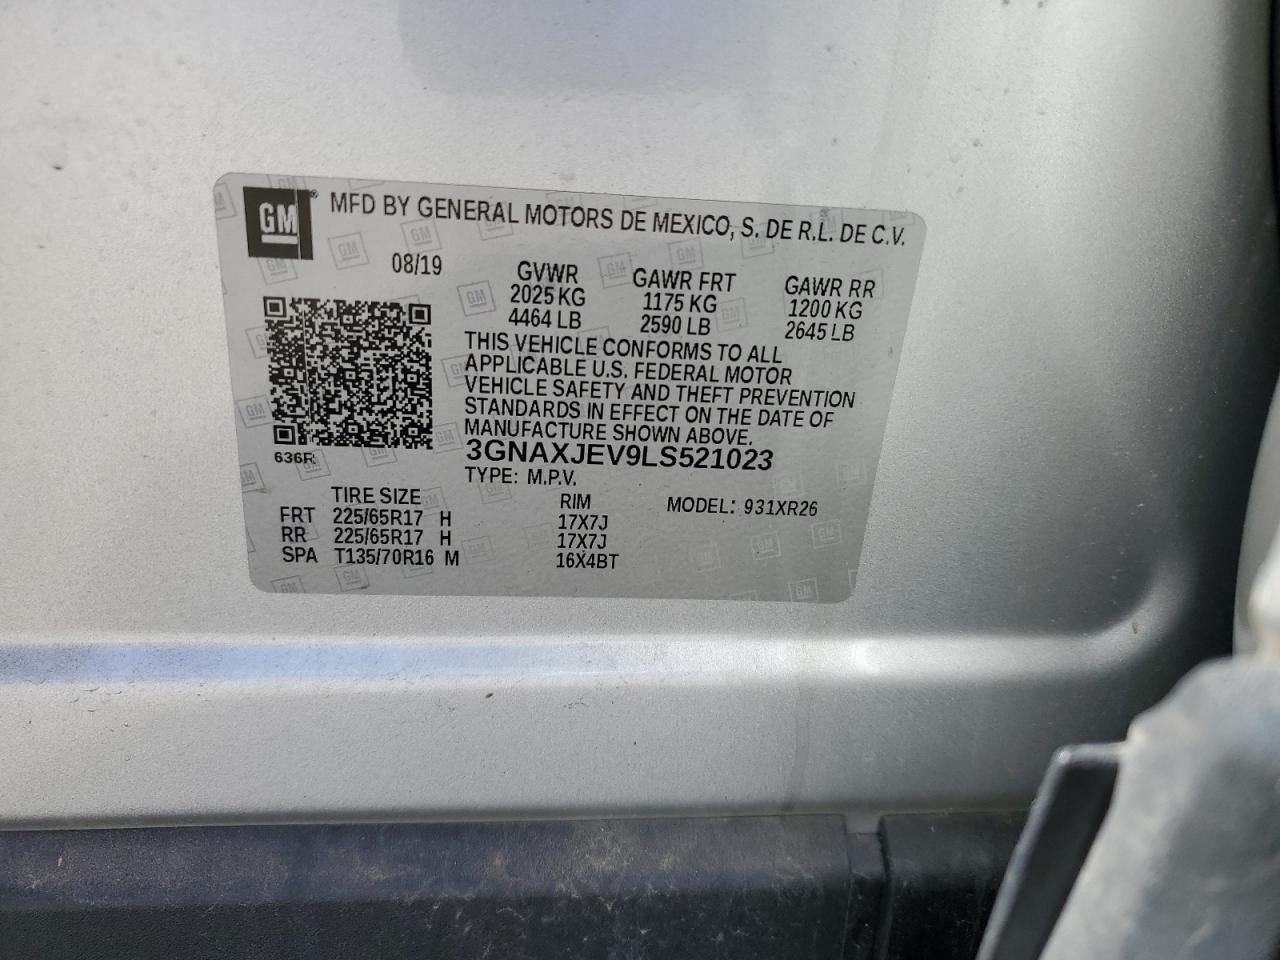 GM® MFD BY GENERAL MOTORS DE MEXICO, S. DE R.L. DE C.V.
08/19 GVWR GAWR FRT GAWR RR
2025 KG 1175 KG 1200 KG
4464 LB 2590 LB 2645 LB
THIS VEHICLE CONFORMS TO ALL
APPLICABLE U.S. FEDERAL MOTOR
VEHICLE SAFETY AND THEFT PREVENTION
STANDARDS IN EFFECT ON THE DATE OF
MANUFACTURE SHOWN ABOVE.
636R 3GNAXJEV9LS521023
TYPE: M.P.V.
TIRE SIZE RIM MODEL: 931XR26
FRT 225/65R17 H 17X7J
RR 225/65R17 H 17X7J
SPA T135/70R16 M 16X4BT